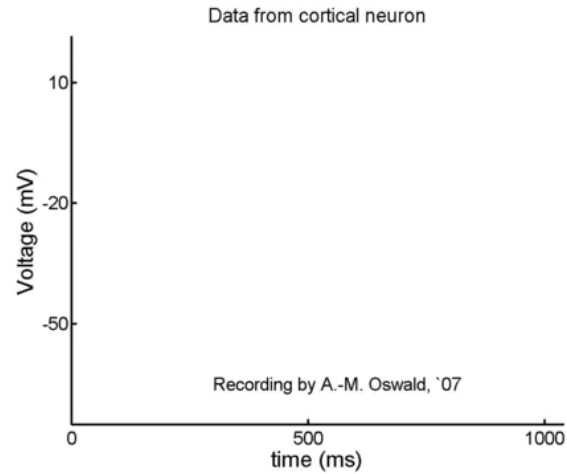 Data from cortical neuron
10
Voltage (mV)
-20
-50
Recording by A.-M. Oswald, `07
0
500
1000
time (ms)